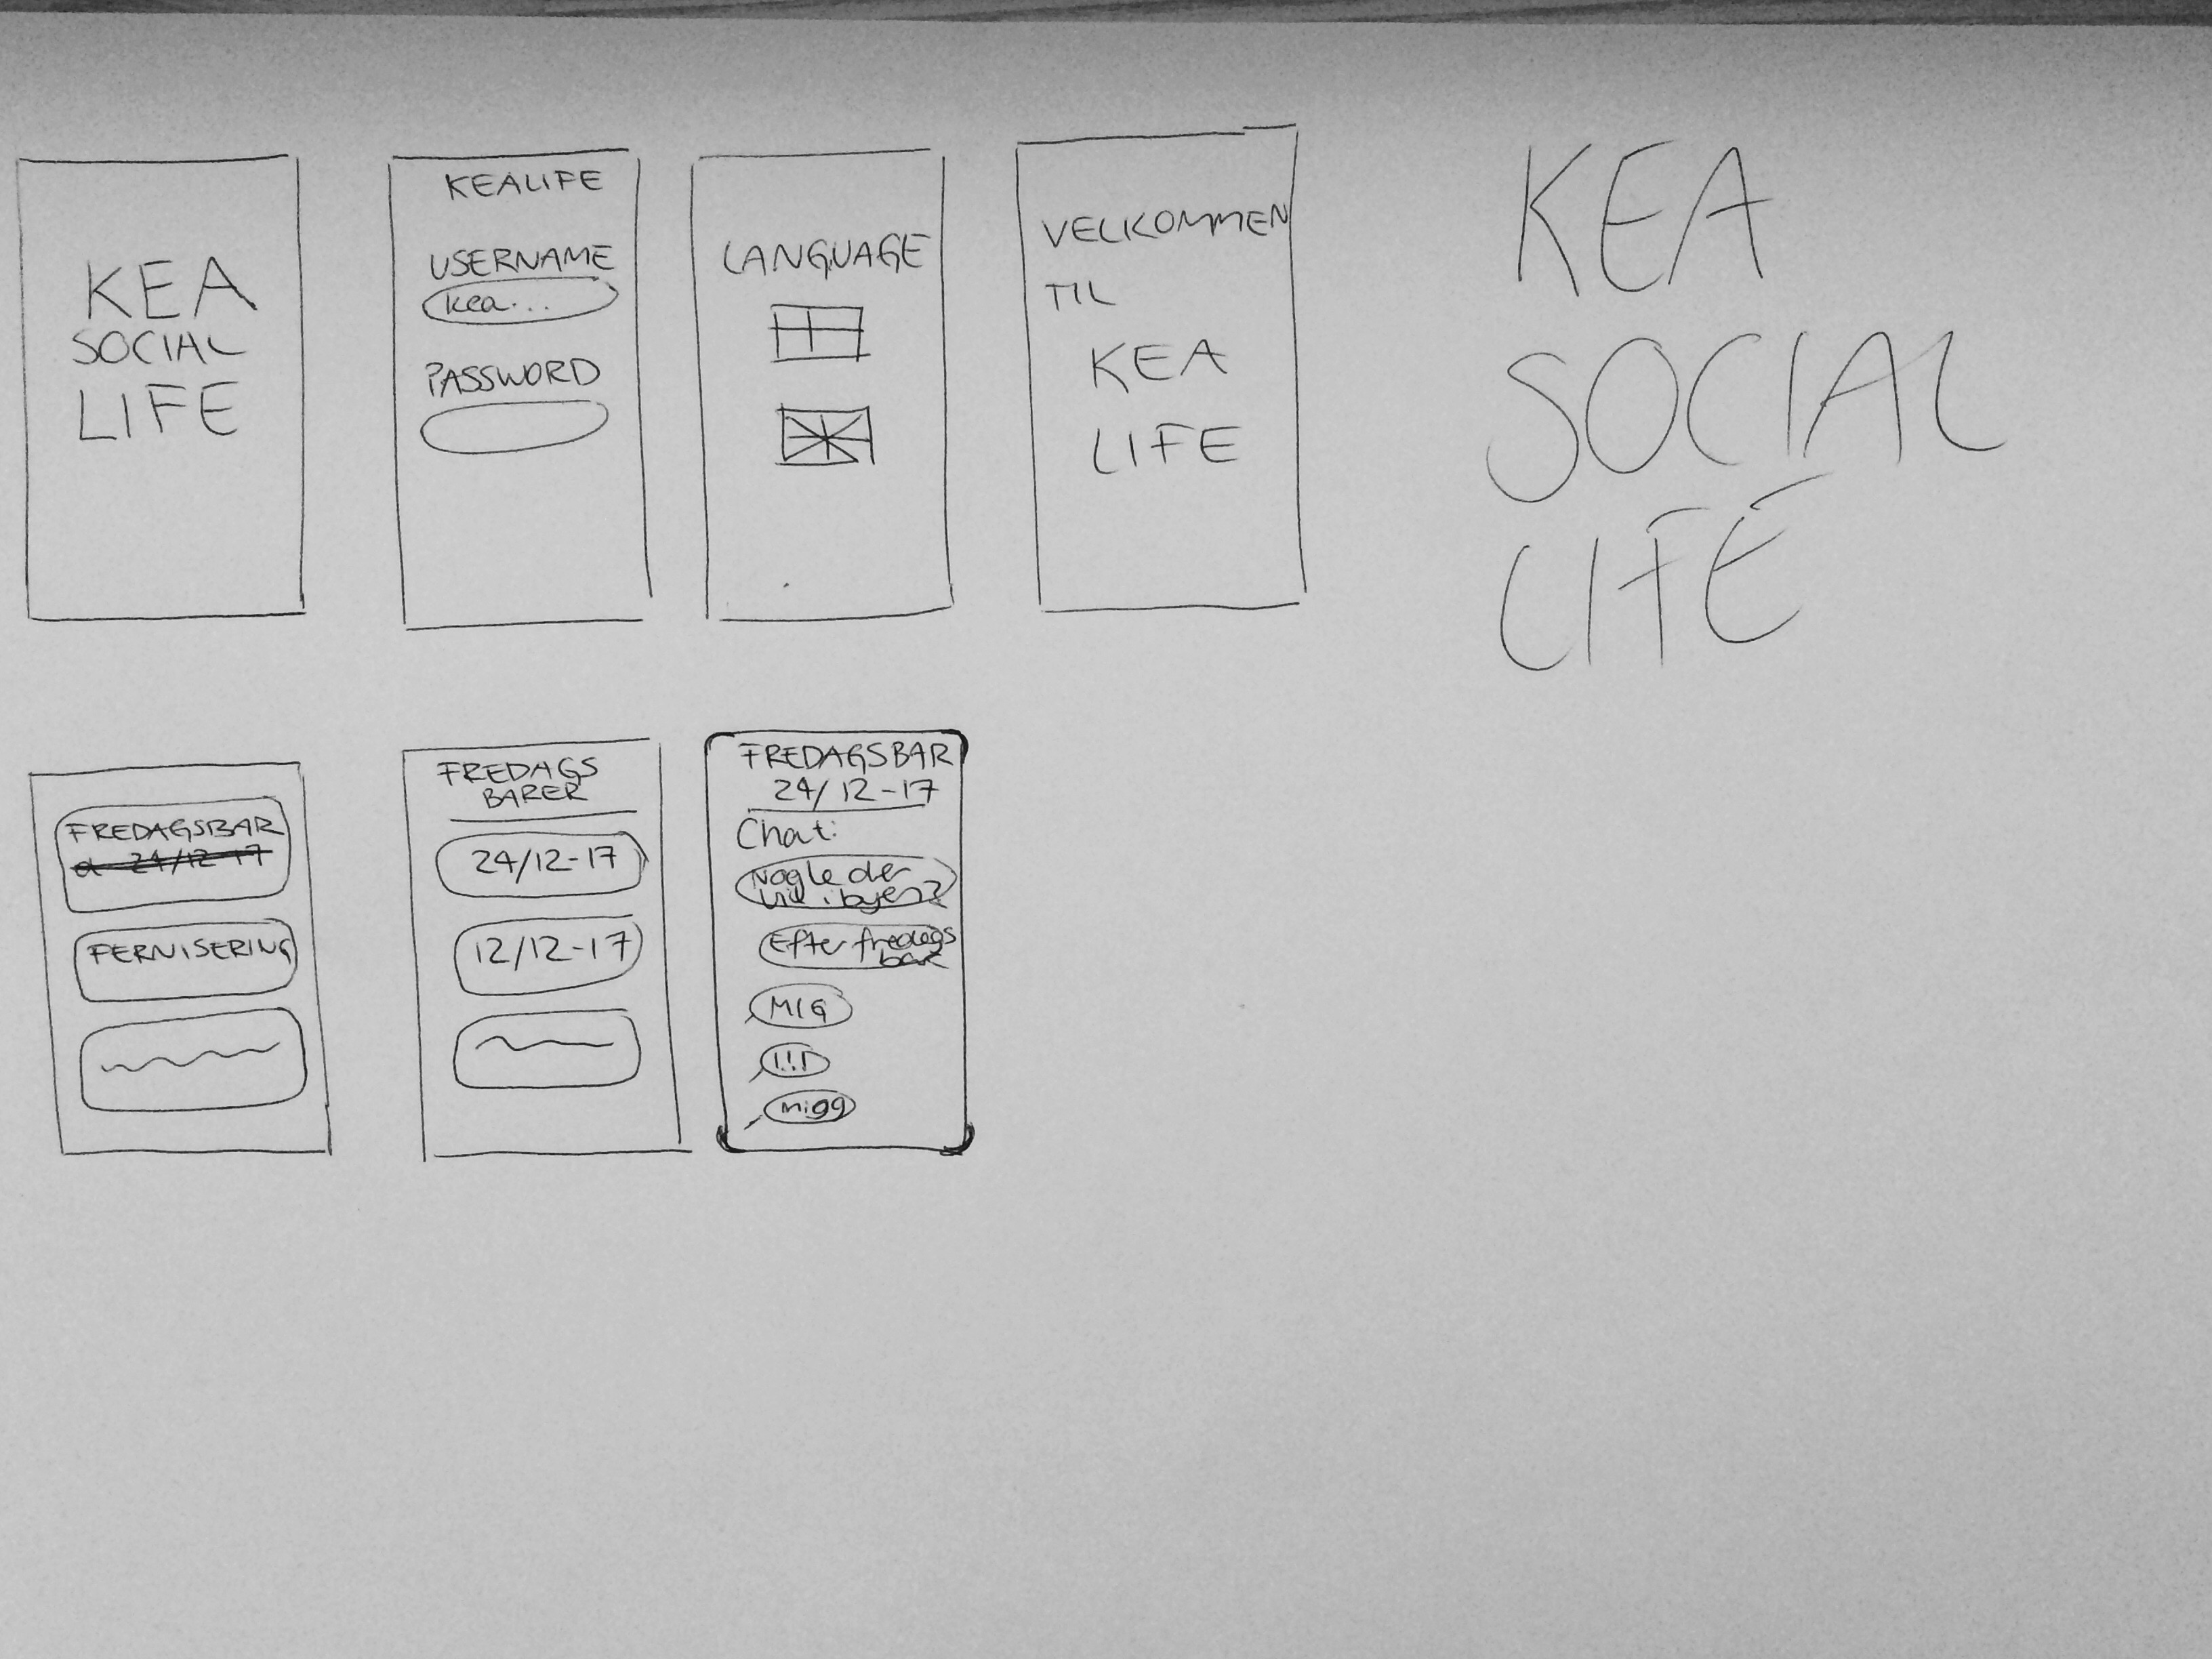 KEA
SOCIAL
LIFE
KEALIFE
USERNAME
kea...
PASSWORD
LANGUAGE
VELKOMMEN
TIL
KEA
LIFE
KEA
SOCIAL
LIFE
FREDAGSBAR
24/12-17
FERNISERING
FREDAGS
BARER
24/12-17
12/12-17
FREDAGSBAR
24/12-17
Chat:
Nogle der
vil i byen?
Efter fredags
bar
MIG
!!!
migg